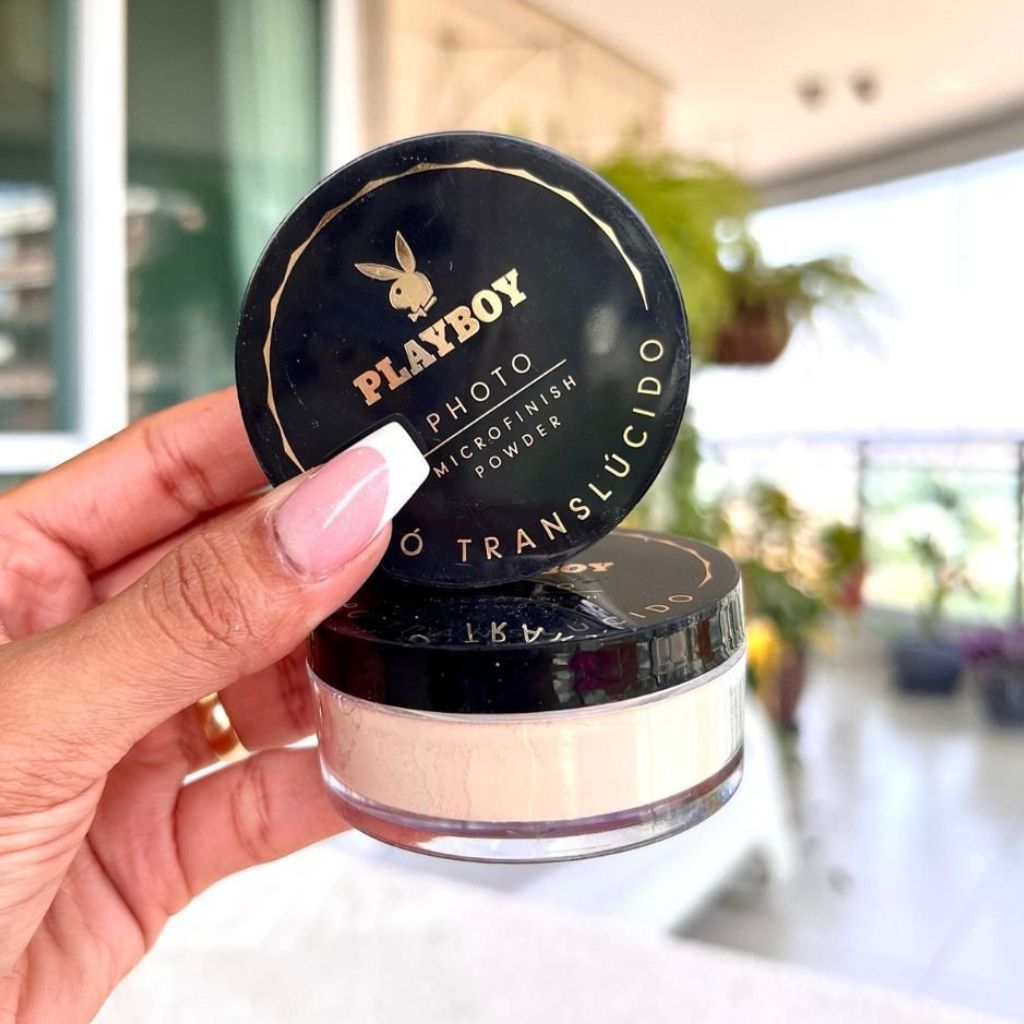 PLAYBOY
PHOTO
MICROFINISH
POWDER
TRANSLÚCIDO